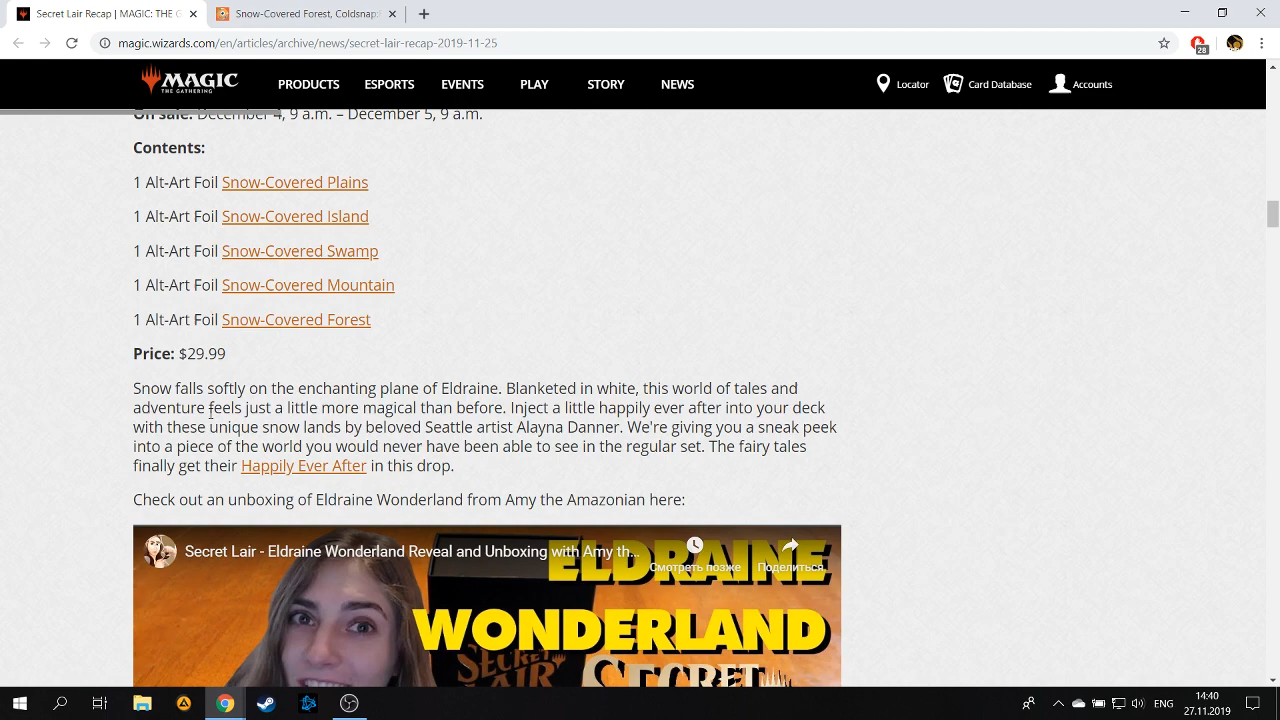 Secret Lair Recap | MAGIC: THE G
Snow-Covered Forest, Coldsnap
magic.wizards.com/en/articles/archive/news/secret-lair-recap-2019-11-25
28
MAGIC
THE GATHERING
PRODUCTS
ESPORTS
EVENTS
PLAY
STORY
NEWS
Locator
Card Database
Accounts
On sale: December 4, 9 a.m. – December 5, 9 a.m.
Contents:
1 Alt-Art Foil Snow-Covered Plains
1 Alt-Art Foil Snow-Covered Island
1 Alt-Art Foil Snow-Covered Swamp
1 Alt-Art Foil Snow-Covered Mountain
1 Alt-Art Foil Snow-Covered Forest
Price: $29.99
Snow falls softly on the enchanting plane of Eldraine. Blanketed in white, this world of tales and
adventure feels just a little more magical than before. Inject a little happily ever after into your deck
with these unique snow lands by beloved Seattle artist Alayna Danner. We're giving you a sneak peek
into a piece of the world you would never have been able to see in the regular set. The fairy tales
finally get their Happily Ever After in this drop.
Check out an unboxing of Eldraine Wonderland from Amy the Amazonian here:
Secret Lair - Eldraine Wonderland Reveal and Unboxing with Amy th...
Смотреть позже
Поделиться
ELDRAINE
WONDERLAND
SECRET
LAIR
SECRET
ENG
14:40
27.11.2019